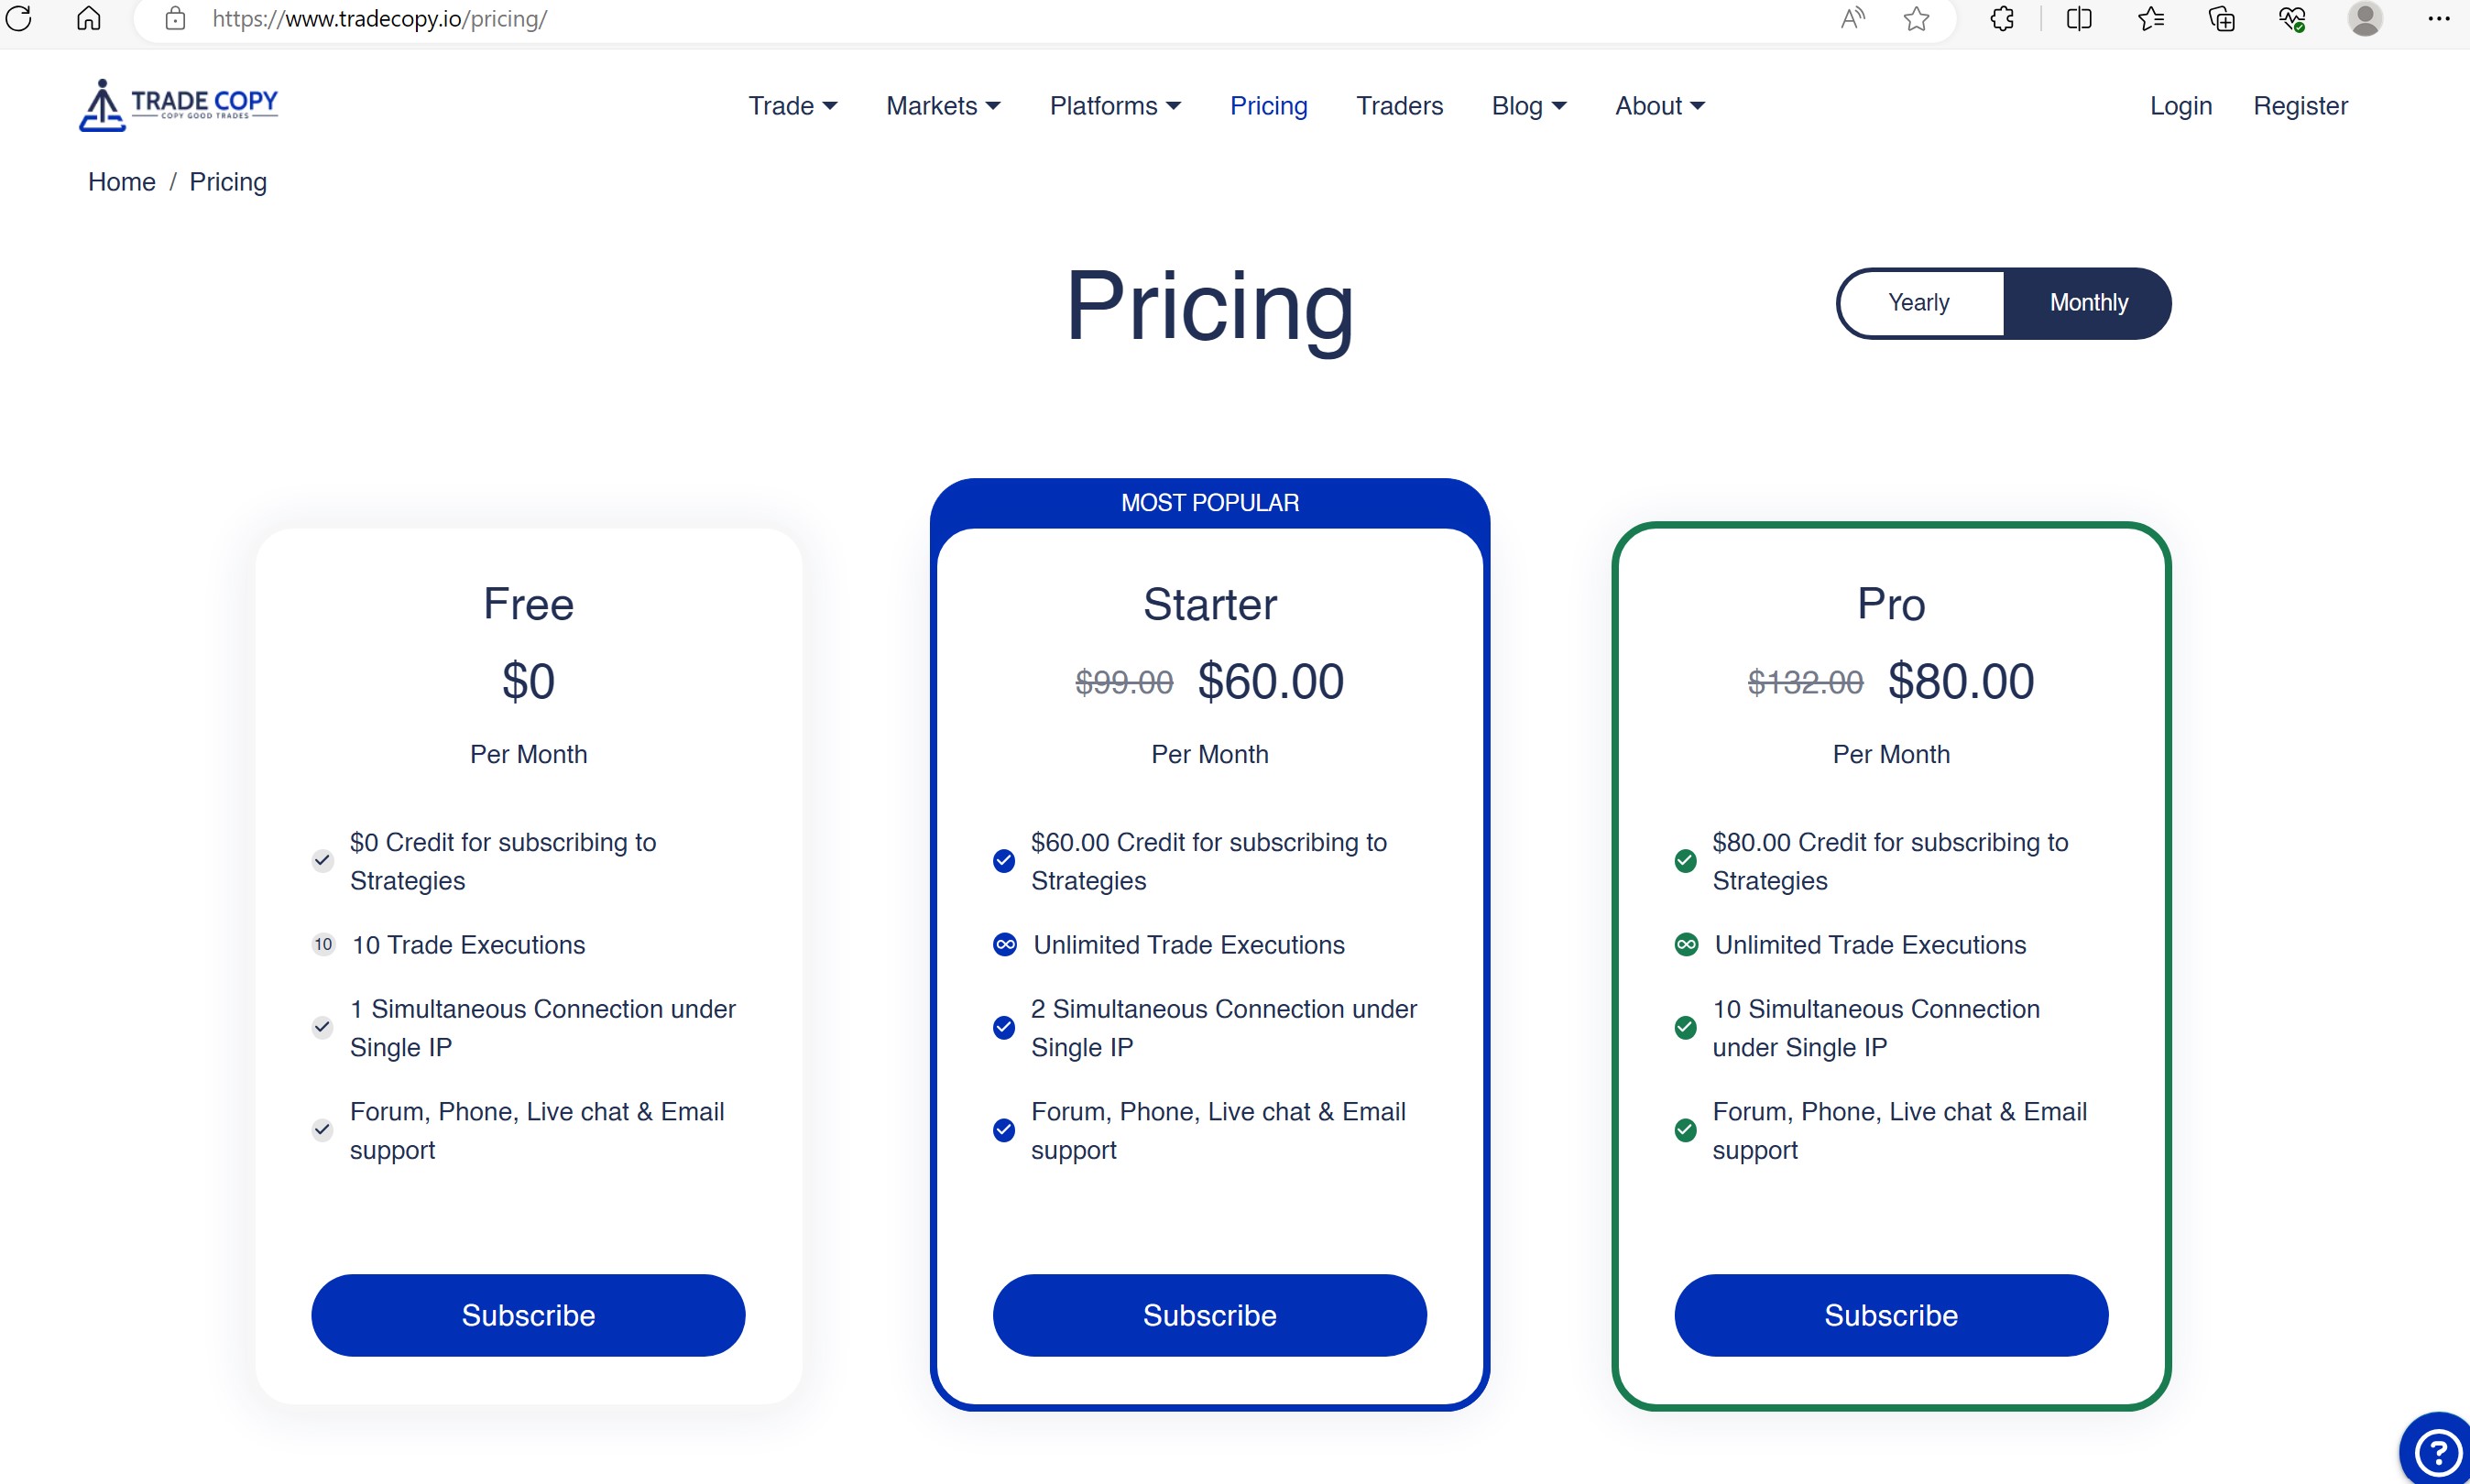 https://www.tradecopy.io/pricing/
TRADE COPY
COPY GOOD TRADES
Trade Markets Platforms Pricing Traders Blog About Login Register
Home / Pricing
Pricing
Yearly Monthly
MOST POPULAR
Free
$0
Per Month
$0 Credit for subscribing to
Strategies
10 10 Trade Executions
1 Simultaneous Connection under
Single IP
Forum, Phone, Live chat & Email
support
Subscribe
Starter
$99.00 $60.00
Per Month
$60.00 Credit for subscribing to
Strategies
Unlimited Trade Executions
2 Simultaneous Connection under
Single IP
Forum, Phone, Live chat & Email
support
Subscribe
Pro
$132.00 $80.00
Per Month
$80.00 Credit for subscribing to
Strategies
Unlimited Trade Executions
10 Simultaneous Connection
under Single IP
Forum, Phone, Live chat & Email
support
Subscribe
?